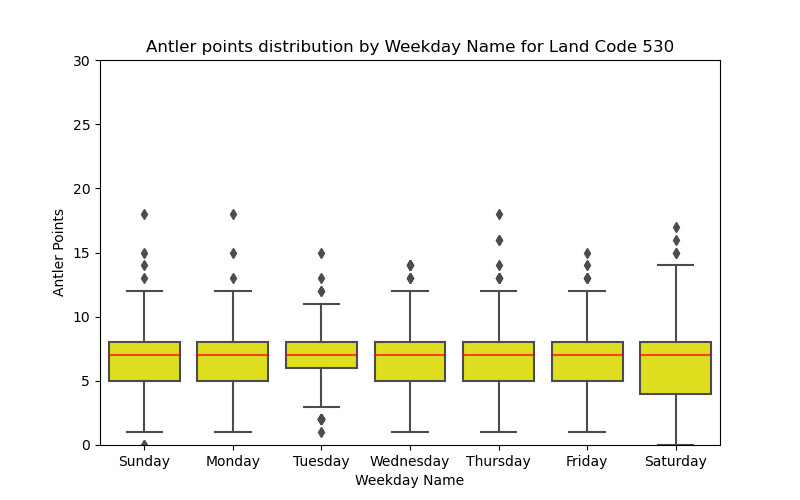 Antler points distribution by Weekday Name for Land Code 530
30
25
20
15
10
5
0
Antler Points
Sunday Monday Tuesday Wednesday Thursday Friday Saturday
Weekday Name